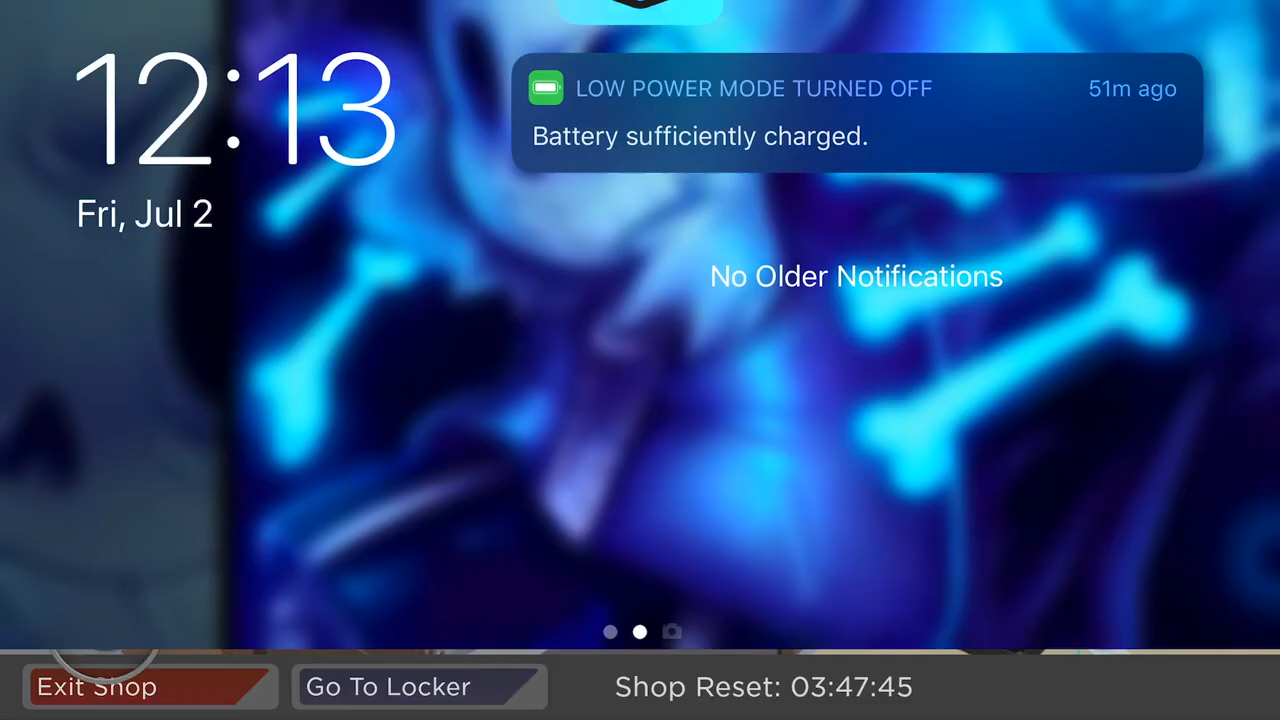 12:13
Fri, Jul 2
LOW POWER MODE TURNED OFF 51m ago
Battery sufficiently charged.
No Older Notifications
Exit Shop
Go To Locker
Shop Reset: 03:47:45